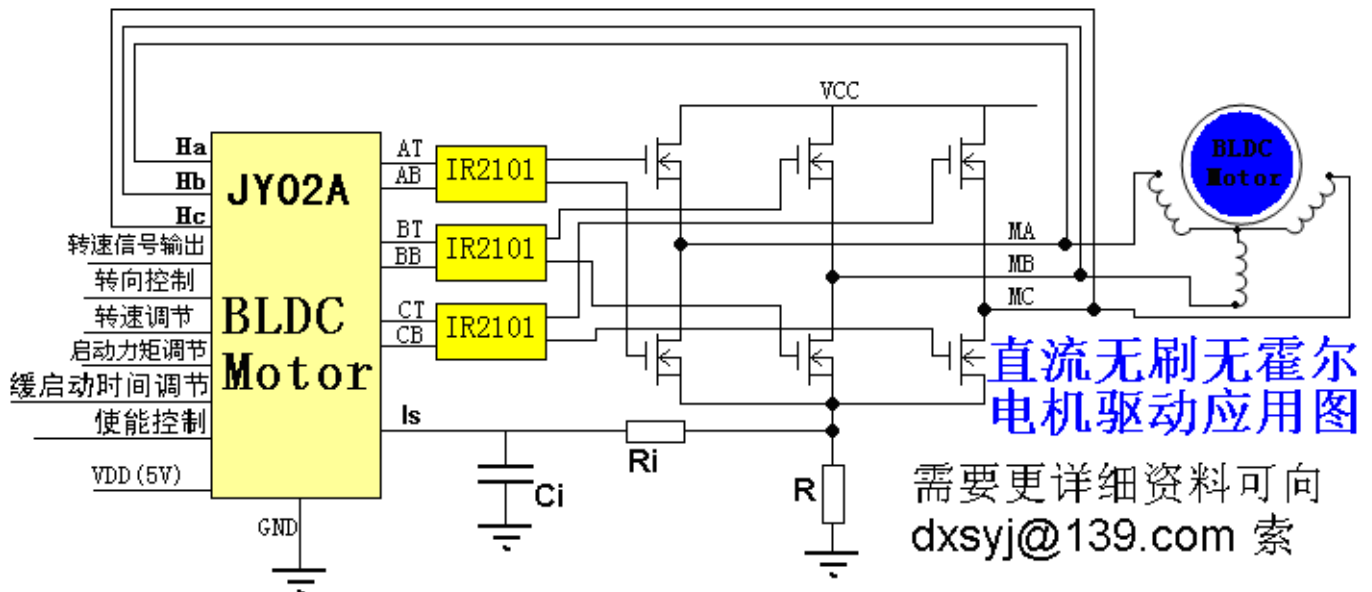 Ha
Hb
Hc
转速信号输出
转向控制
转速调节
启动力矩调节
缓启动时间调节
使能控制
VDD(5V)
GND
JY02A
BLDC
Motor
AT
AB
BT
BB
CT
CB
Is
IR2101
IR2101
IR2101
VCC
MA
MB
MC
BLDC
Motor
Ri
Ci
R
直流无刷无霍尔
电机驱动应用图
需要更详细资料可向
dxsyj@139.com 索